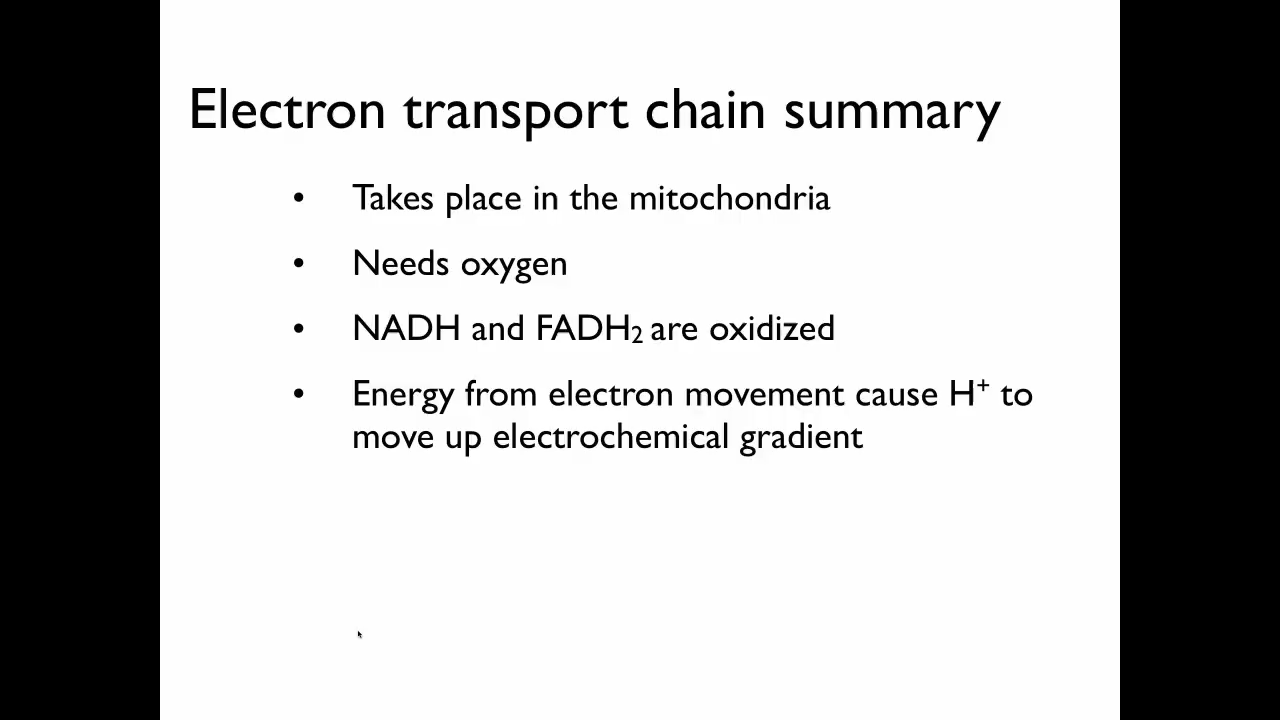 Electron transport chain summary
• Takes place in the mitochondria
• Needs oxygen
• NADH and FADH₂ are oxidized
• Energy from electron movement cause H⁺ to
move up electrochemical gradient